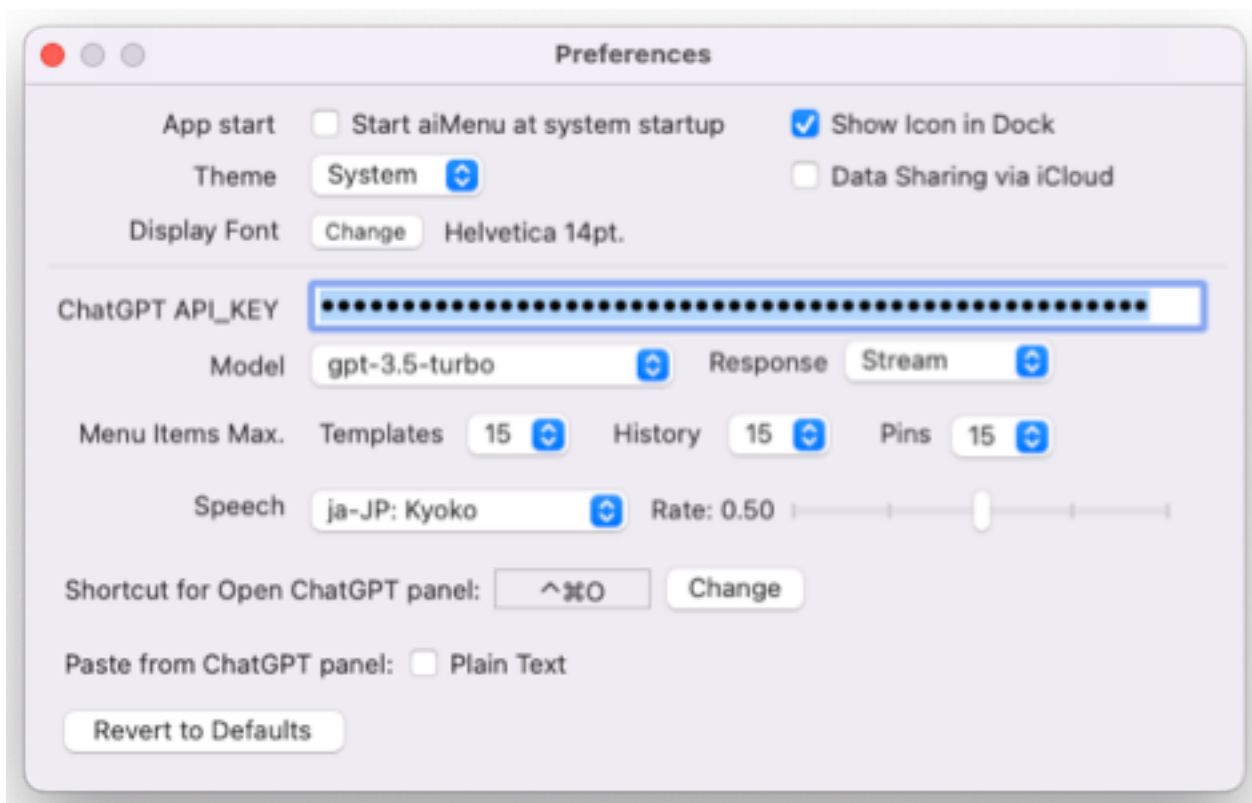 Preferences
App start Start aiMenu at system startup Show Icon in Dock
Theme System Data Sharing via iCloud
Display Font Change Helvetica 14pt.
ChatGPT API_KEY ••••••••••••••••••••••••••••••••••••••••••••••••••••
Model gpt-3.5-turbo Response Stream
Menu Items Max. Templates 15 History 15 Pins 15
Speech ja-JP: Kyoko Rate: 0.50
Shortcut for Open ChatGPT panel: ^⌘O Change
Paste from ChatGPT panel: Plain Text
Revert to Defaults